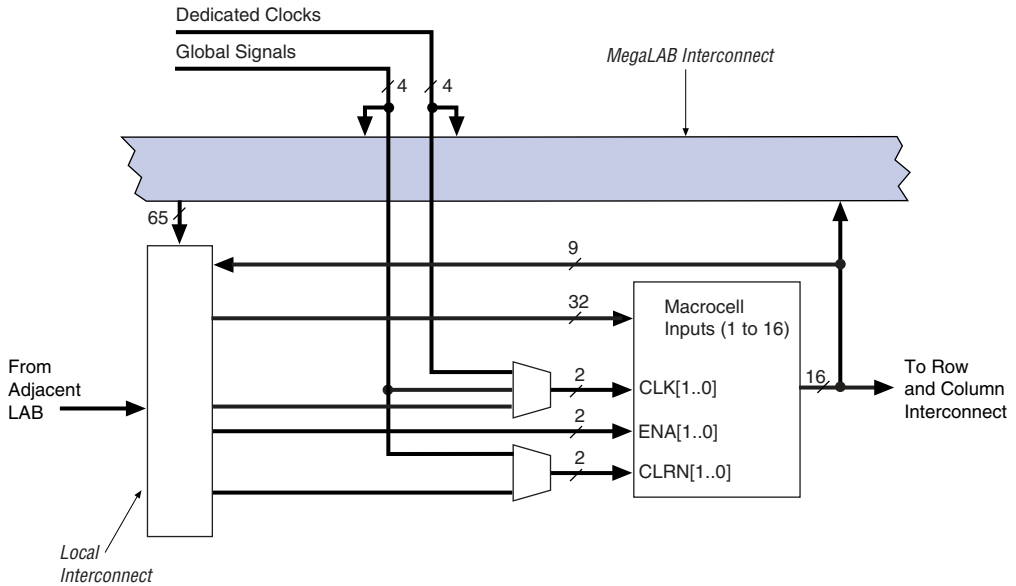 Dedicated Clocks
Global Signals
MegaLAB Interconnect
4
4
65
9
32
Macrocell
Inputs (1 to 16)
From
Adjacent
LAB
2
CLK[1..0]
16
To Row
and Column
Interconnect
2
ENA[1..0]
2
CLRN[1..0]
Local
Interconnect